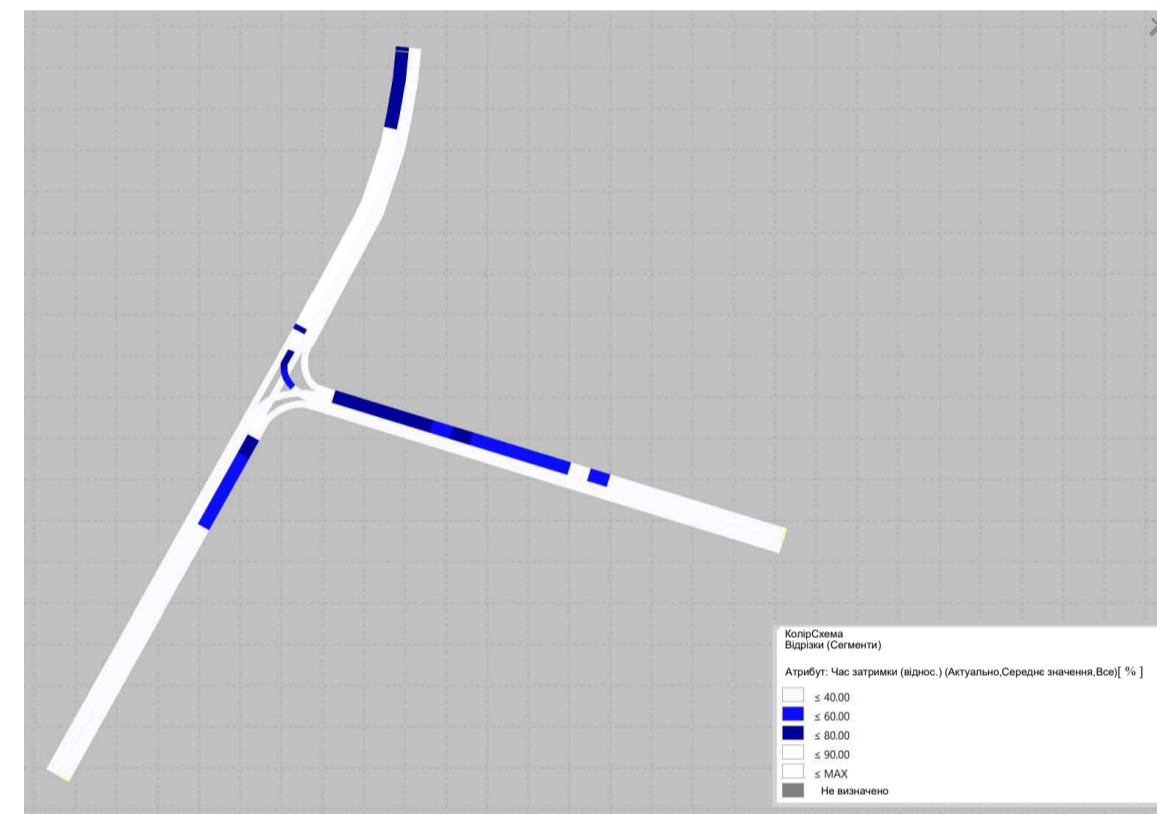 КолірСхема
Відрізки (Сегменти)
Атрибут: Час затримки (віднос.) (Актуально,Середнє значення,Все)[ % ]
≤ 40.00
≤ 60.00
≤ 80.00
≤ 90.00
≤ MAX
Не визначено